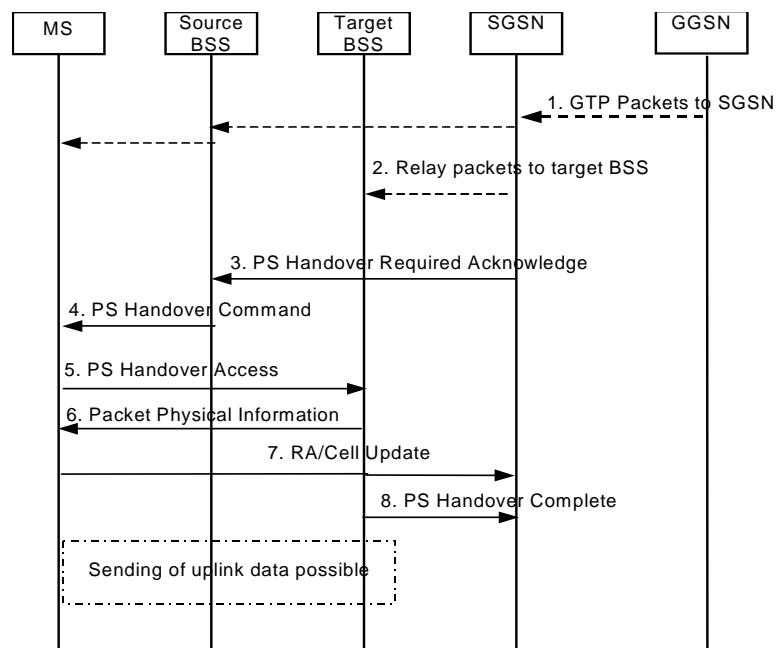 MS
Source
BSS
Target
BSS
SGSN
GGSN
1. GTP Packets to SGSN
2. Relay packets to target BSS
3. PS Handover Required Acknowledge
4. PS Handover Command
5. PS Handover Access
6. Packet Physical Information
7. RA/Cell Update
8. PS Handover Complete
Sending of uplink data possible